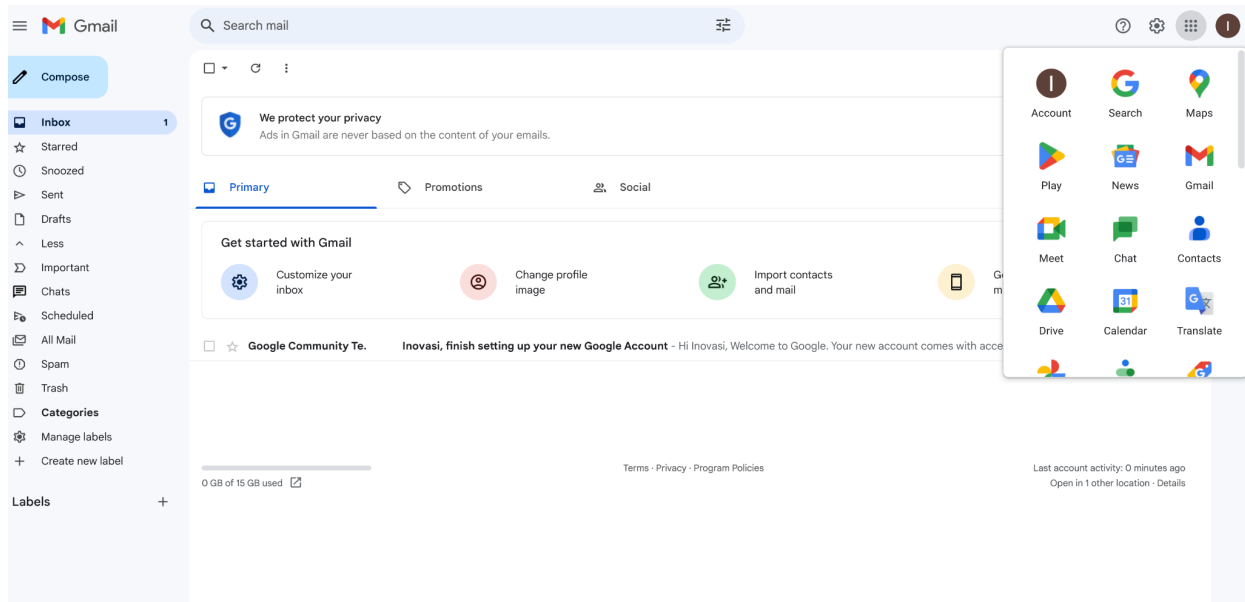 Gmail
Search mail
I
Compose
Inbox 1
Starred
Snoozed
Sent
Drafts
Less
Important
Chats
Scheduled
All Mail
Spam
Trash
Categories
Manage labels
Create new label
Labels +
G
We protect your privacy
Ads in Gmail are never based on the content of your emails.
Primary Promotions Social
Get started with Gmail
Customize your
inbox
Change profile
image
Import contacts
and mail
Google Community Te. Inovasi, finish setting up your new Google Account - Hi Inovasi, Welcome to Google. Your new account comes with
0 GB of 15 GB used
Terms · Privacy · Program Policies
Last account activity: 0 minutes ago
Open in 1 other location · Details
I
Account Search Maps
Play News Gmail
Meet Chat Contacts
31
Drive Calendar Translate